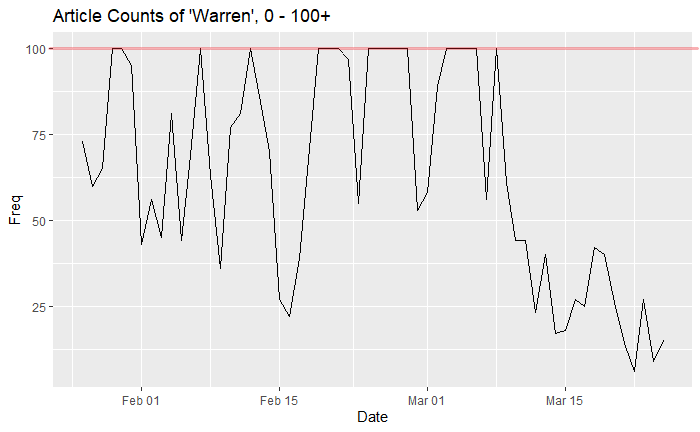 Article Counts of 'Warren', 0 - 100+
100
75
50
25
Freq
Feb 01 Feb 15 Mar 01 Mar 15
Date